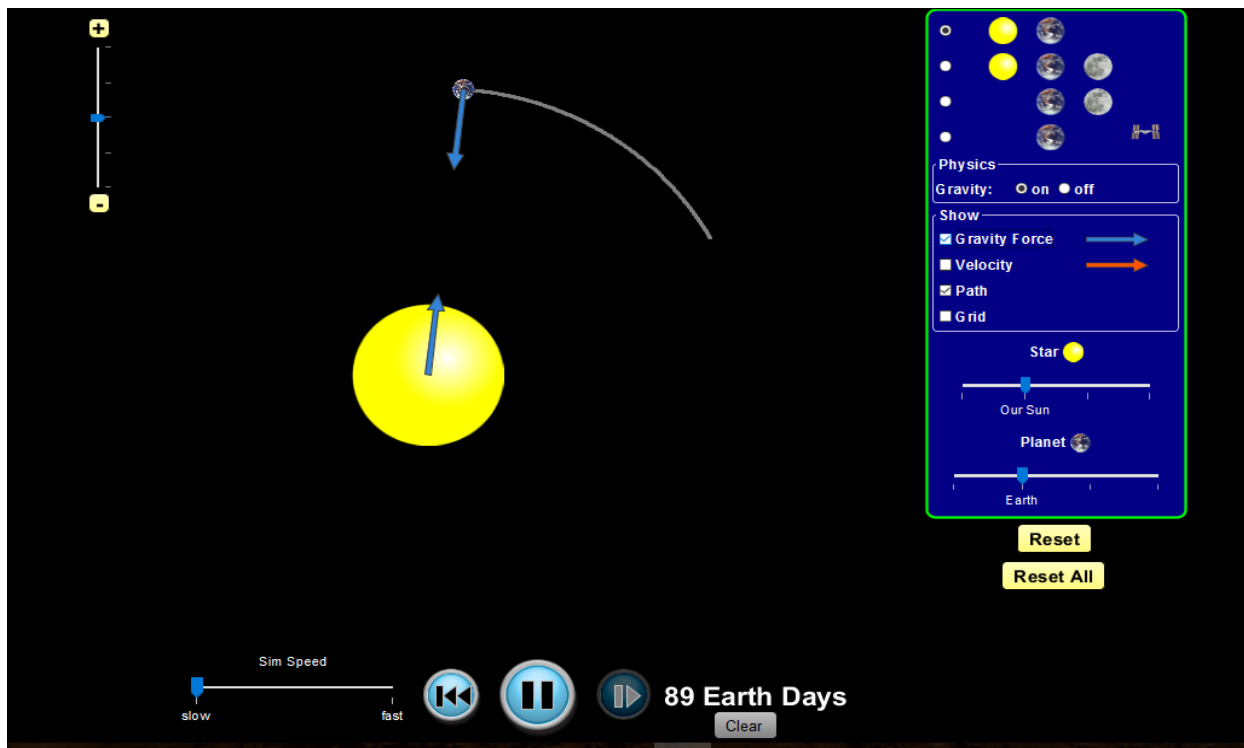 +
-
Physics
Gravity: on off
Show
Gravity Force
Velocity
Path
Grid
Star
Our Sun
Planet
Earth
Reset
Reset All
Sim Speed
slow fast
89 Earth Days
Clear